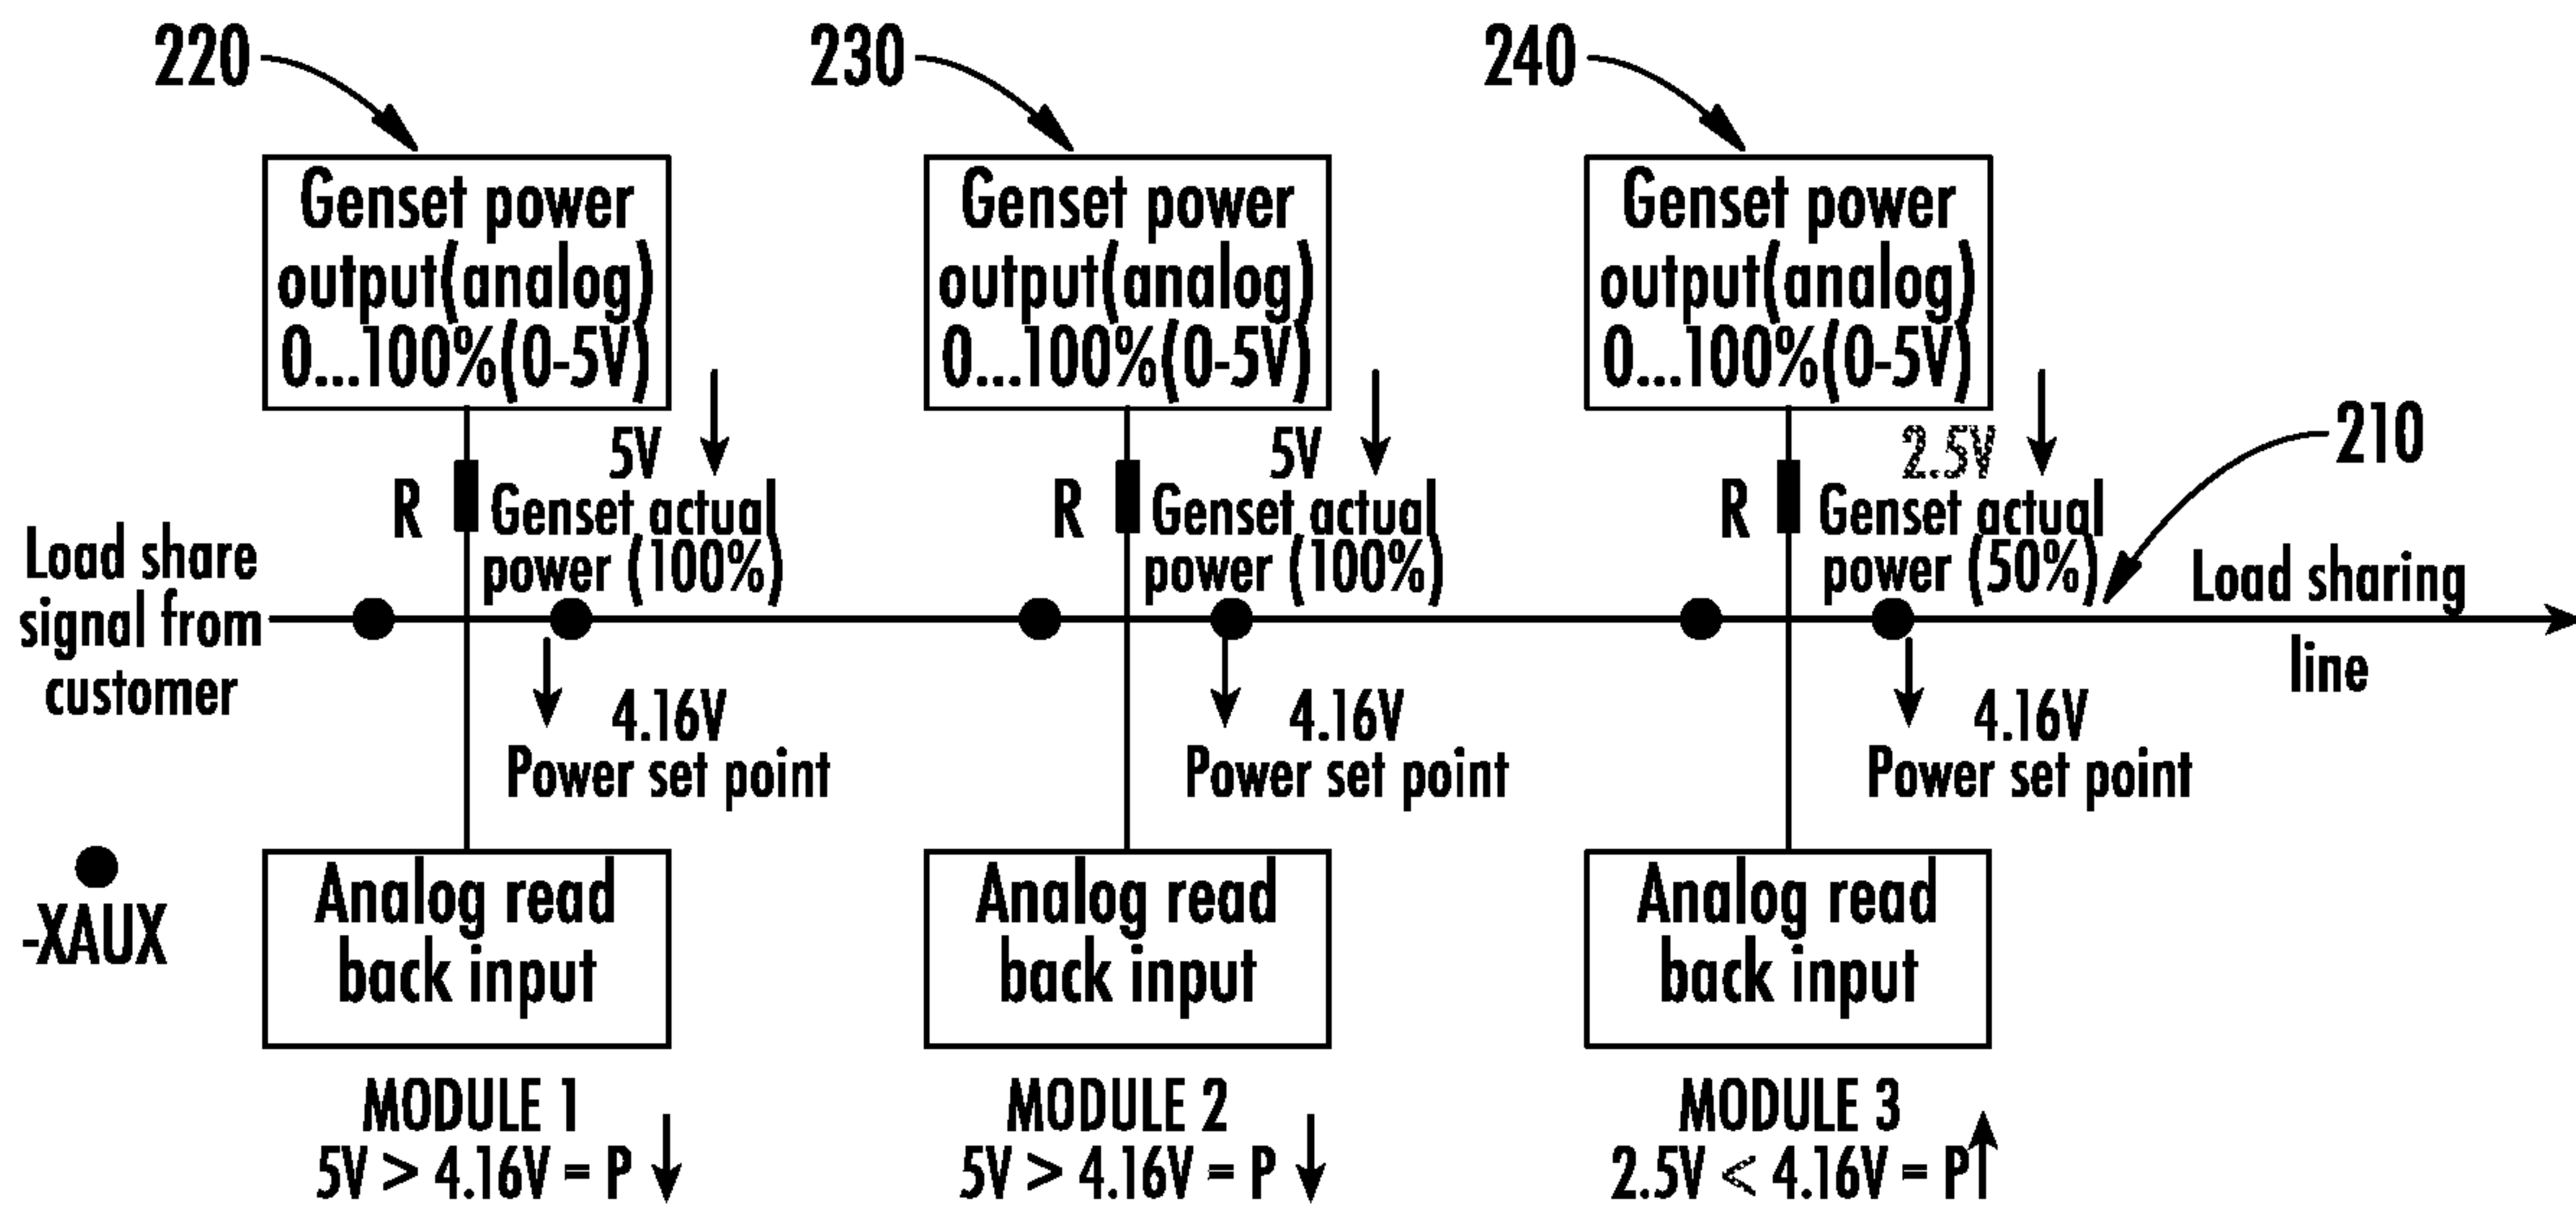 220
230
240
Genset power
output(analog)
0...100%(0-5V)
Genset power
output(analog)
0...100%(0-5V)
Genset power
output(analog)
0...100%(0-5V)
5V
R
Genset actual
power (100%)
5V
R
Genset actual
power (100%)
2.5V
R
Genset actual
power (50%)
210
Load share
signal from
customer
Load sharing
line
4.16V
Power set point
4.16V
Power set point
4.16V
Power set point
-XAUX
Analog read
back input
Analog read
back input
Analog read
back input
MODULE 1
5V > 4.16V = P
MODULE 2
5V > 4.16V = P
MODULE 3
2.5V < 4.16V = P